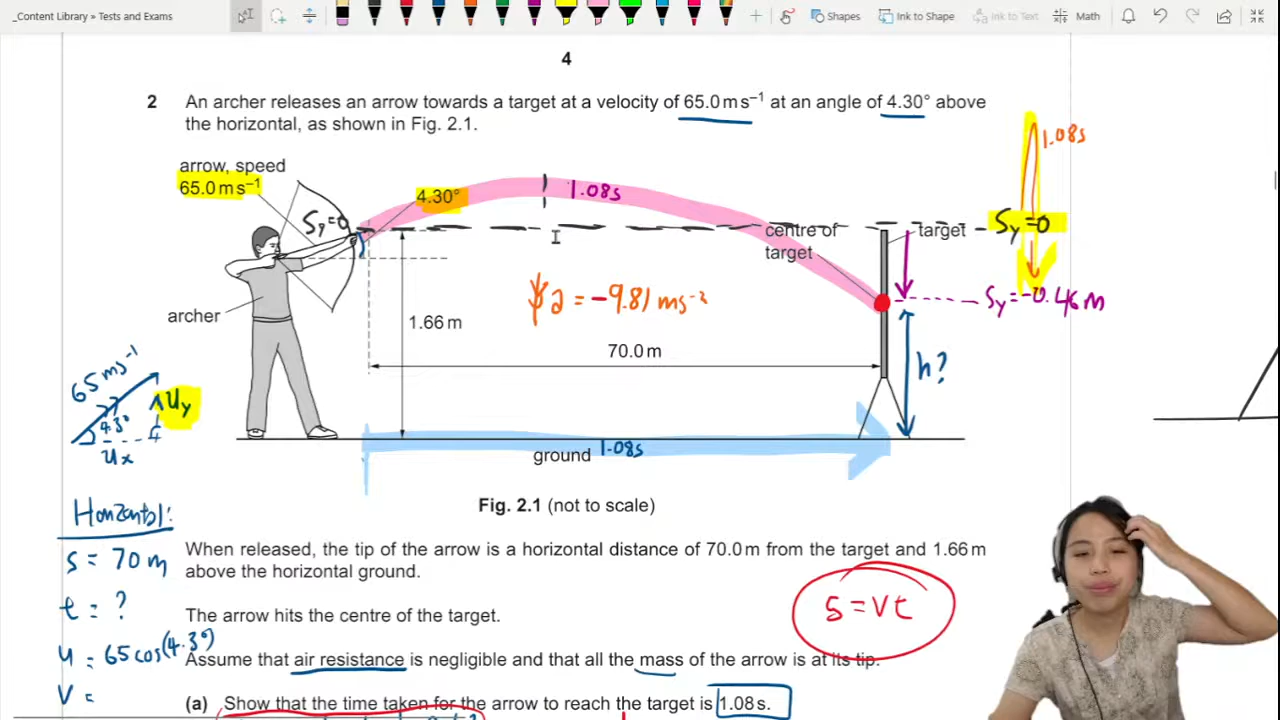 _Content Library » Tests and Exams
Shapes
Ink to Shape
Ink to Text
Math
4
2 An archer releases an arrow towards a target at a velocity of 65.0 m s⁻¹ at an angle of 4.30° above
the horizontal, as shown in Fig. 2.1.
arrow, speed
65.0 m s⁻¹
4.30°
1.08s
1.08s
Sy=0
centre of
target
target
Sy=0
a = -9.81 ms⁻²
Sy=-0.46m
archer
1.66 m
70.0 m
h?
65 ms⁻¹
4.3°
uy
ux
ground
1.08s
Fig. 2.1 (not to scale)
Horizontal:
s = 70m
t = ?
u = 65cos(4.3°)
V =
When released, the tip of the arrow is a horizontal distance of 70.0 m from the target and 1.66 m
above the horizontal ground.
The arrow hits the centre of the target.
s=vt
Assume that air resistance is negligible and that all the mass of the arrow is at its tip.
(a) Show that the time taken for the arrow to reach the target is 1.08 s.